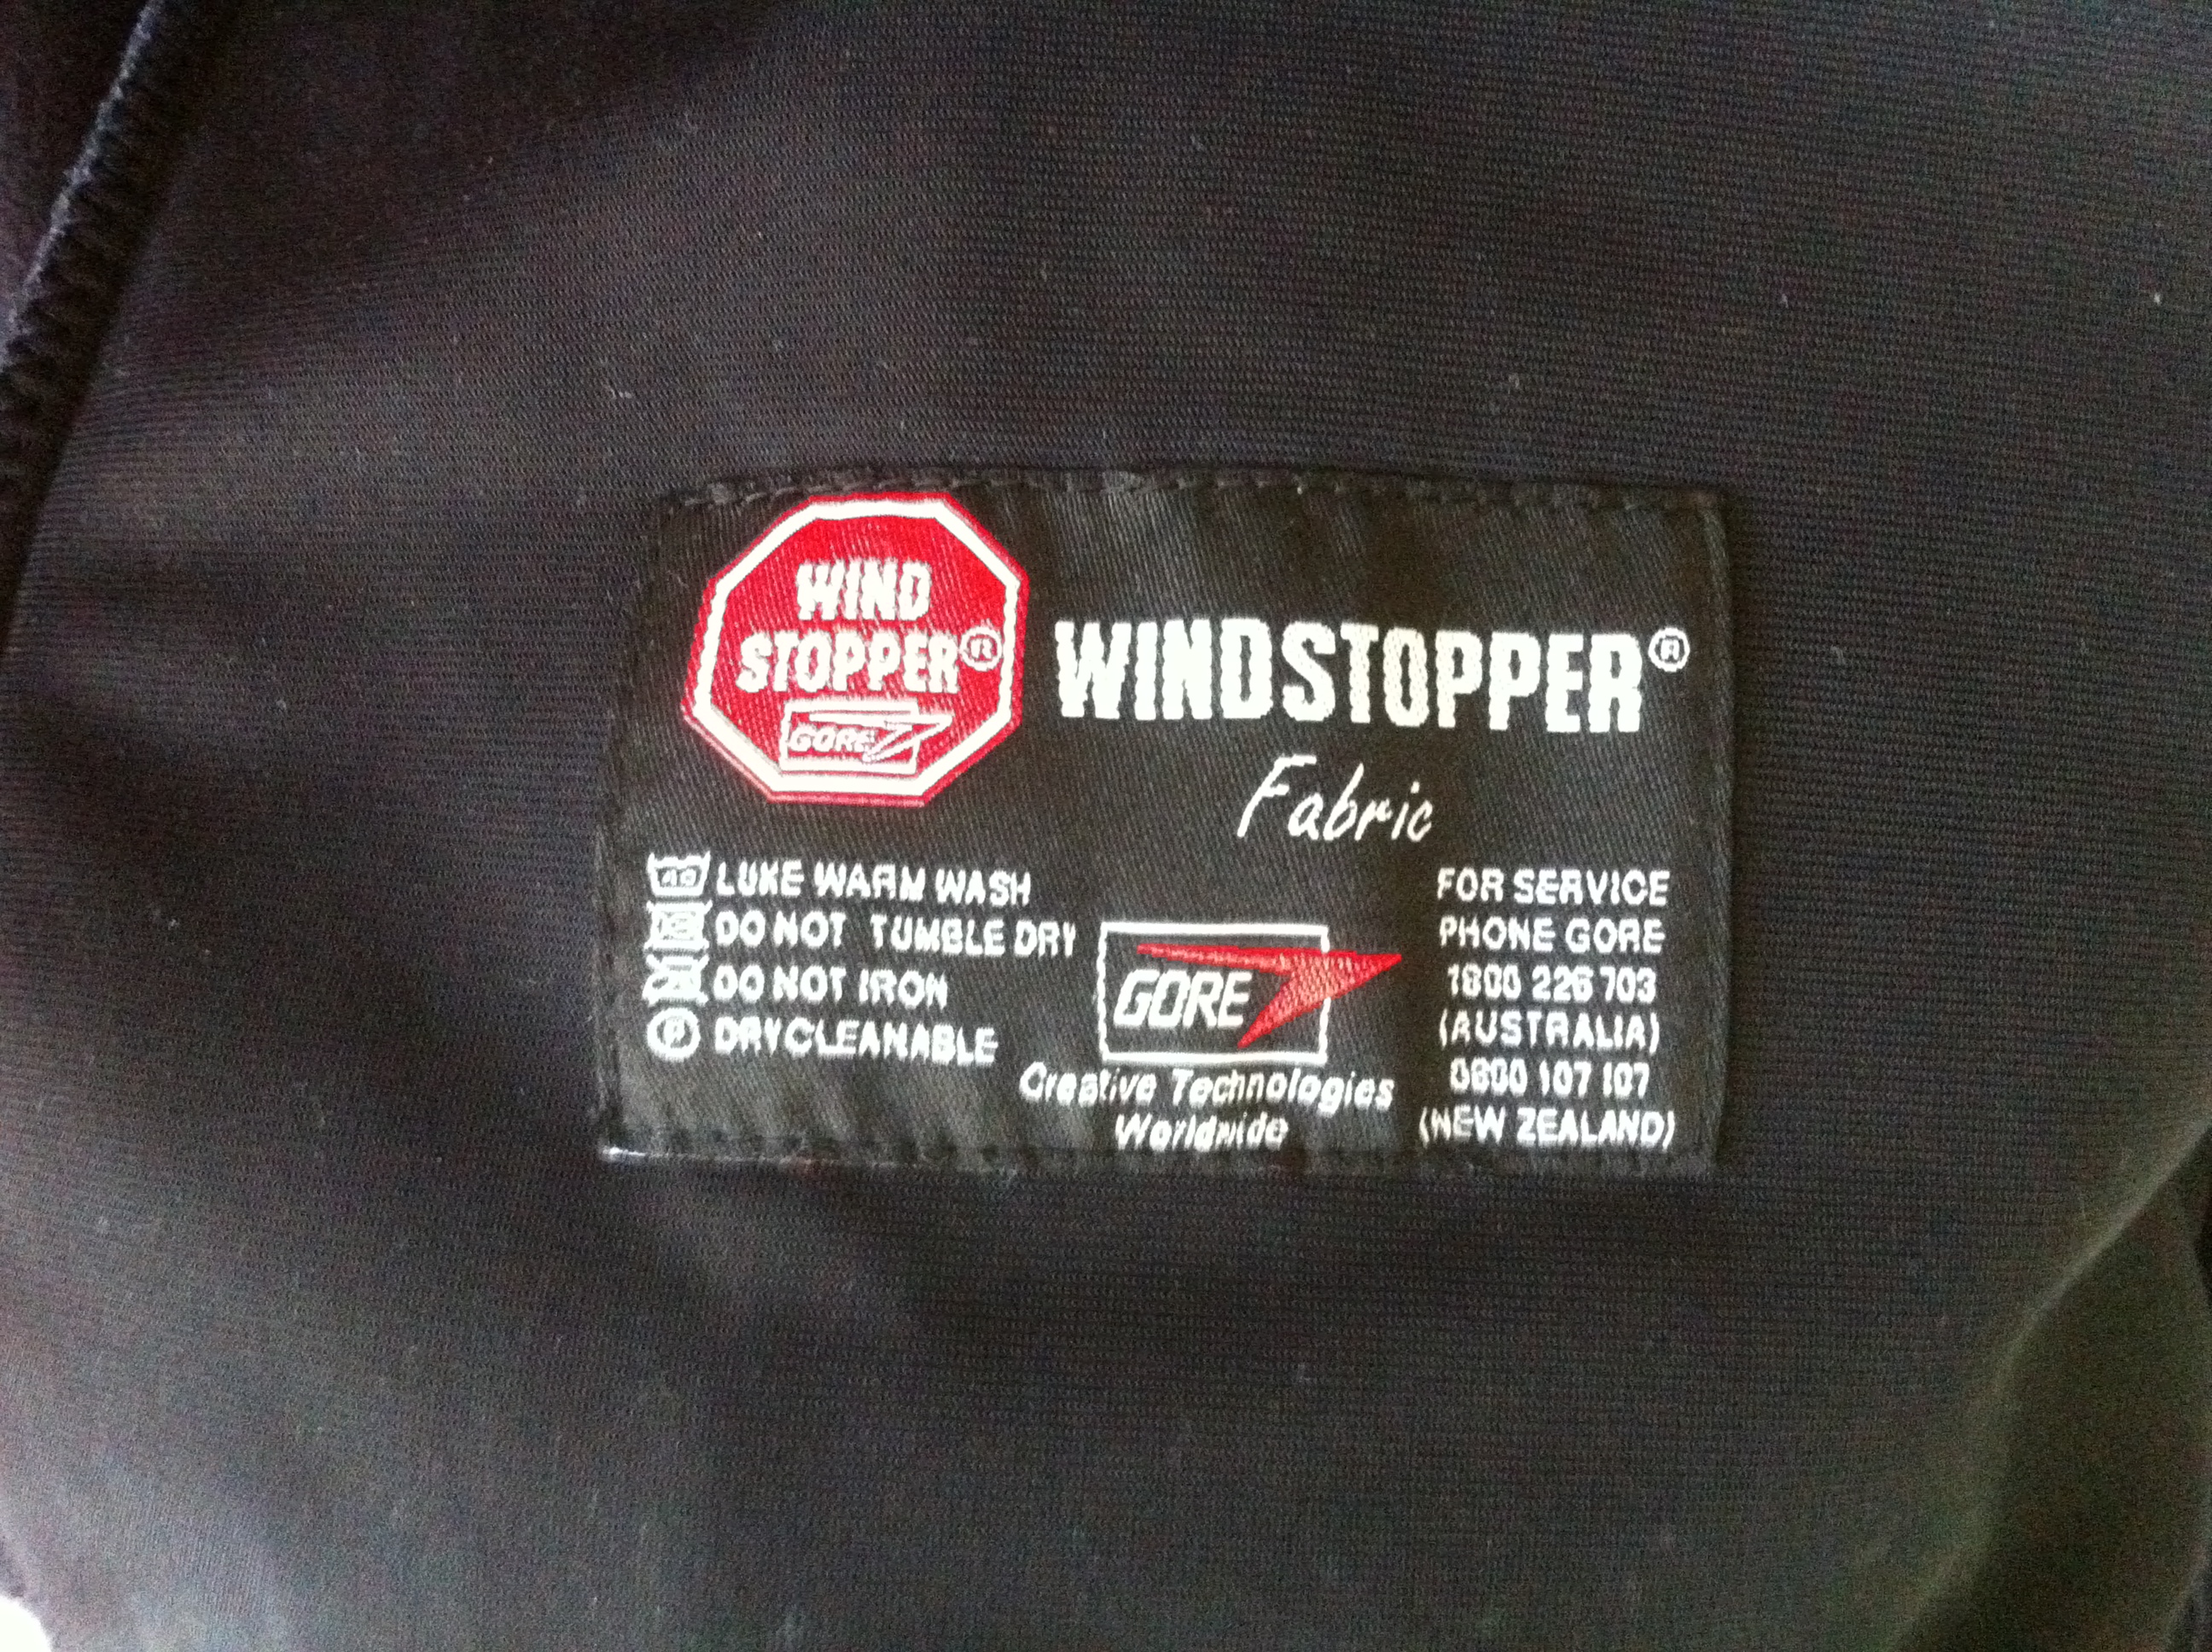 WIND
STOPPER®
GORE
WINDSTOPPER®
Fabric
40 LUKE WARM WASH
DO NOT TUMBLE DRY
DO NOT IRON
P DRYCLEANABLE
GORE
Creative Technologies
Worldwide
FOR SERVICE
PHONE GORE
1800 226 703
(AUSTRALIA)
0800 107 107
(NEW ZEALAND)